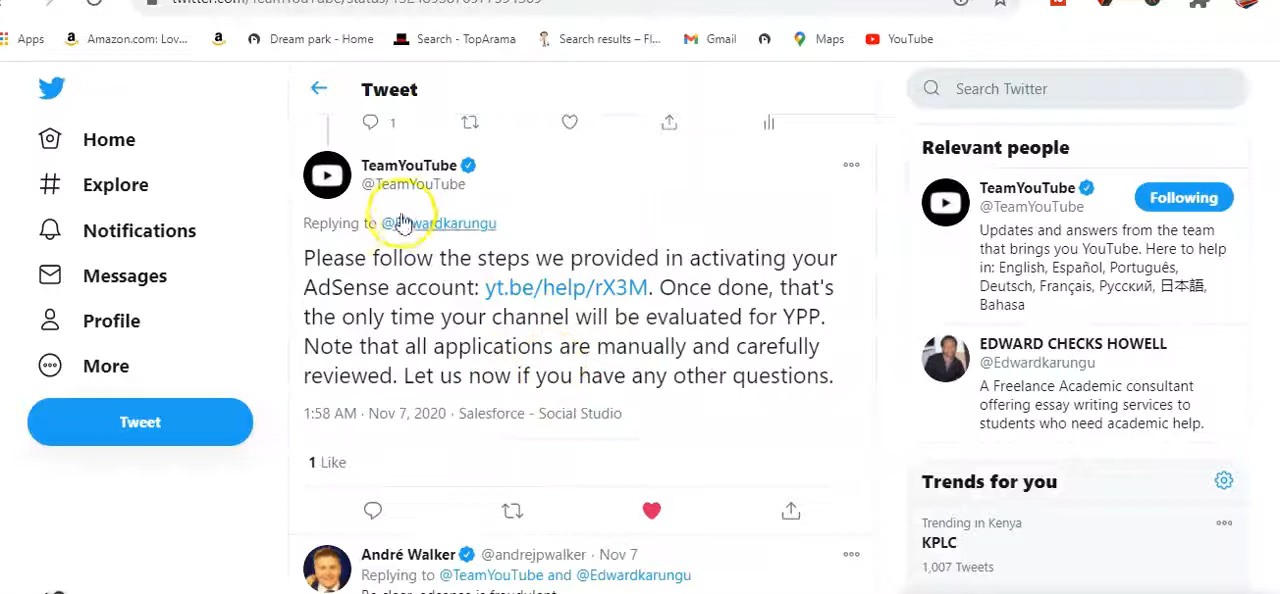 Apps
Amazon.com: Lov...
Dream park - Home
Search - TopArama
Search results – Fl...
Gmail
Maps
YouTube
Home
Explore
Notifications
Messages
Profile
More
Tweet
Tweet
1
TeamYouTube
@TeamYouTube
Replying to @Edwardkarungu
Please follow the steps we provided in activating your
AdSense account: yt.be/help/rX3M. Once done, that's
the only time your channel will be evaluated for YPP.
Note that all applications are manually and carefully
reviewed. Let us now if you have any other questions.
1:58 AM · Nov 7, 2020 · Salesforce - Social Studio
1 Like
André Walker @andrejpwalker · Nov 7
Replying to @TeamYouTube and @Edwardkarungu
Search Twitter
Relevant people
TeamYouTube
@TeamYouTube
Following
Updates and answers from the team
that brings you YouTube. Here to help
in: English, Español, Português,
Deutsch, Français, Pусский, 日本語,
Bahasa
EDWARD CHECKS HOWELL
@Edwardkarungu
A Freelance Academic consultant
offering essay writing services to
students who need academic help.
Trends for you
Trending in Kenya
KPLC
1,007 Tweets